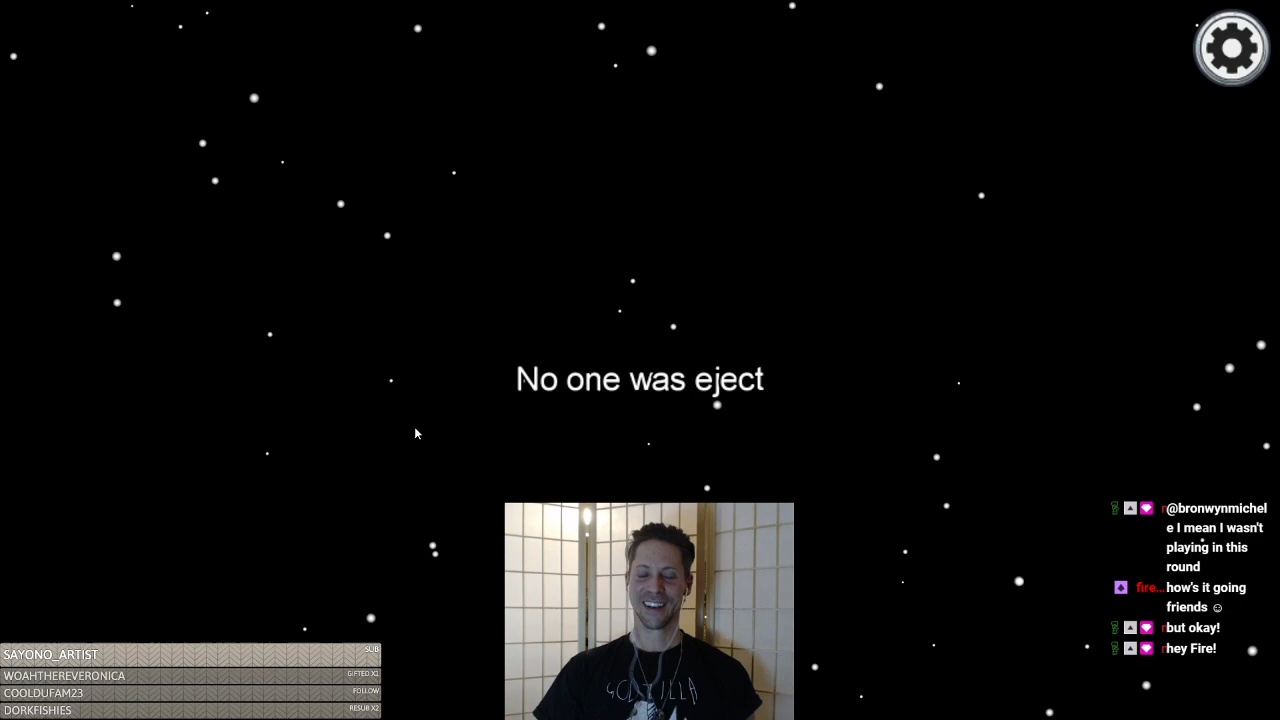 No one was eject
@bronwynmichel
e I mean I wasn't
playing in this
round
fire... how's it going
friends ☺
but okay!
hey Fire!
SAYONO_ARTIST SUB
WOAHTHEREVERONICA GIFTED X1
COOLDUFAM23 FOLLOW
DORKFISHIES RESUB X2
GODZILLA